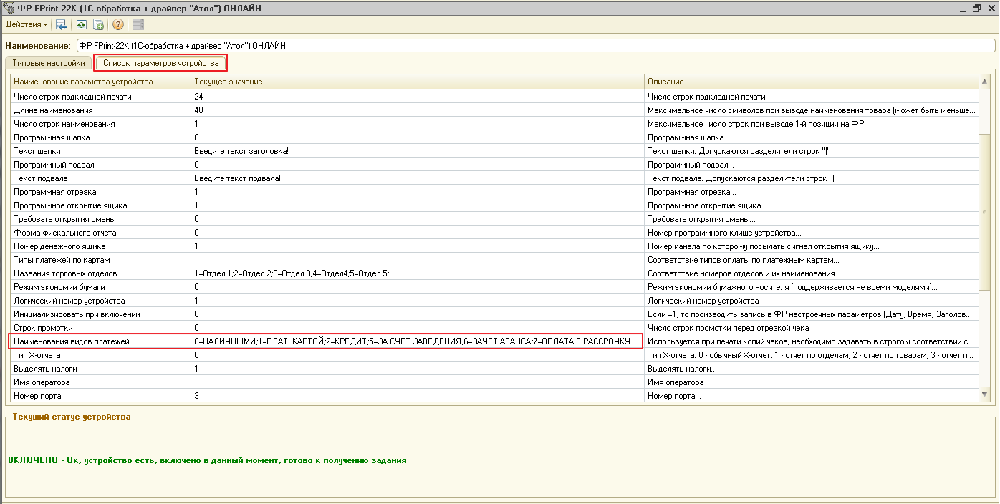 ФР FPrint-22K (1С-обработка + драйвер "Атол") ОНЛАЙН
Действия
Наименование: ФР FPrint-22K (1С-обработка + драйвер "Атол") ОНЛАЙН
Типовые настройки Список параметров устройства
Наименование параметра устройства Текущее значение Описание
Число строк подкладной печати 24 Число строк подкладной печати
Длина наименования 48 Максимальное число символов при выводе наименования товара (может быть меньше...
Число строк наименования 1 Максимальное число строк при выводе 1-й позиции на ФР
Программная шапка 0 Программная шапка...
Текст шапки Введите текст заголовка! Текст шапки. Допускаются разделители строк "|"
Программный подвал 0 Программный подвал...
Текст подвала Введите текст подвала! Текст подвала. Допускаются разделители строк "|"
Программная отрезка 1 Программная отрезка...
Программное открытие ящика 1 Программное открытие ящика...
Требовать открытия смены 0 Требовать открытия смены...
Форма фискального отчета 0 Номер программного клише устройства...
Номер денежного ящика 1 Номер канала по которому посылать сигнал открытия ящику...
Типы платежей по картам Соответствие типов оплаты по платежным картам...
Названия торговых отделов 1=Отдел 1;2=Отдел 2;3=Отдел 3;4=Отдел4;5=Отдел 5; Соответствие номеров отделов и их наименования...
Режим экономии бумаги 0 Режим экономии бумажного носителя (поддерживается не всеми моделями)...
Логический номер устройства 1 Логический номер устройства
Инициализировать при включении 0 Если =1, то производить запись в ФР настроечных параметров (Дату, Время, Заголов...
Строк промотки 0 Число строк промотки перед отрезкой чека
Наименования видов платежей 0=НАЛИЧНЫМИ;1=ПЛАТ. КАРТОЙ;2=КРЕДИТ;5=ЗА СЧЕТ ЗАВЕДЕНИЯ;6=ЗАЧЕТ АВАНСА;7=ОПЛАТА В РАССРОЧКУ Используется при печати копий чеков, необходимо задавать в строгом соответствии с...
Тип X-отчета 0 Тип X-отчета: 0 - обычный X-отчет, 1 - отчет по отделам, 2 - отчет по товарам, 3 - отчет п...
Выделять налоги 1 Выделять налоги...
Имя оператора Имя оператора
Номер порта 3 Номер порта...
Текуший статус устройства
ВКЛЮЧЕНО - Ок, устройство есть, включено в данный момент, готово к получению задания